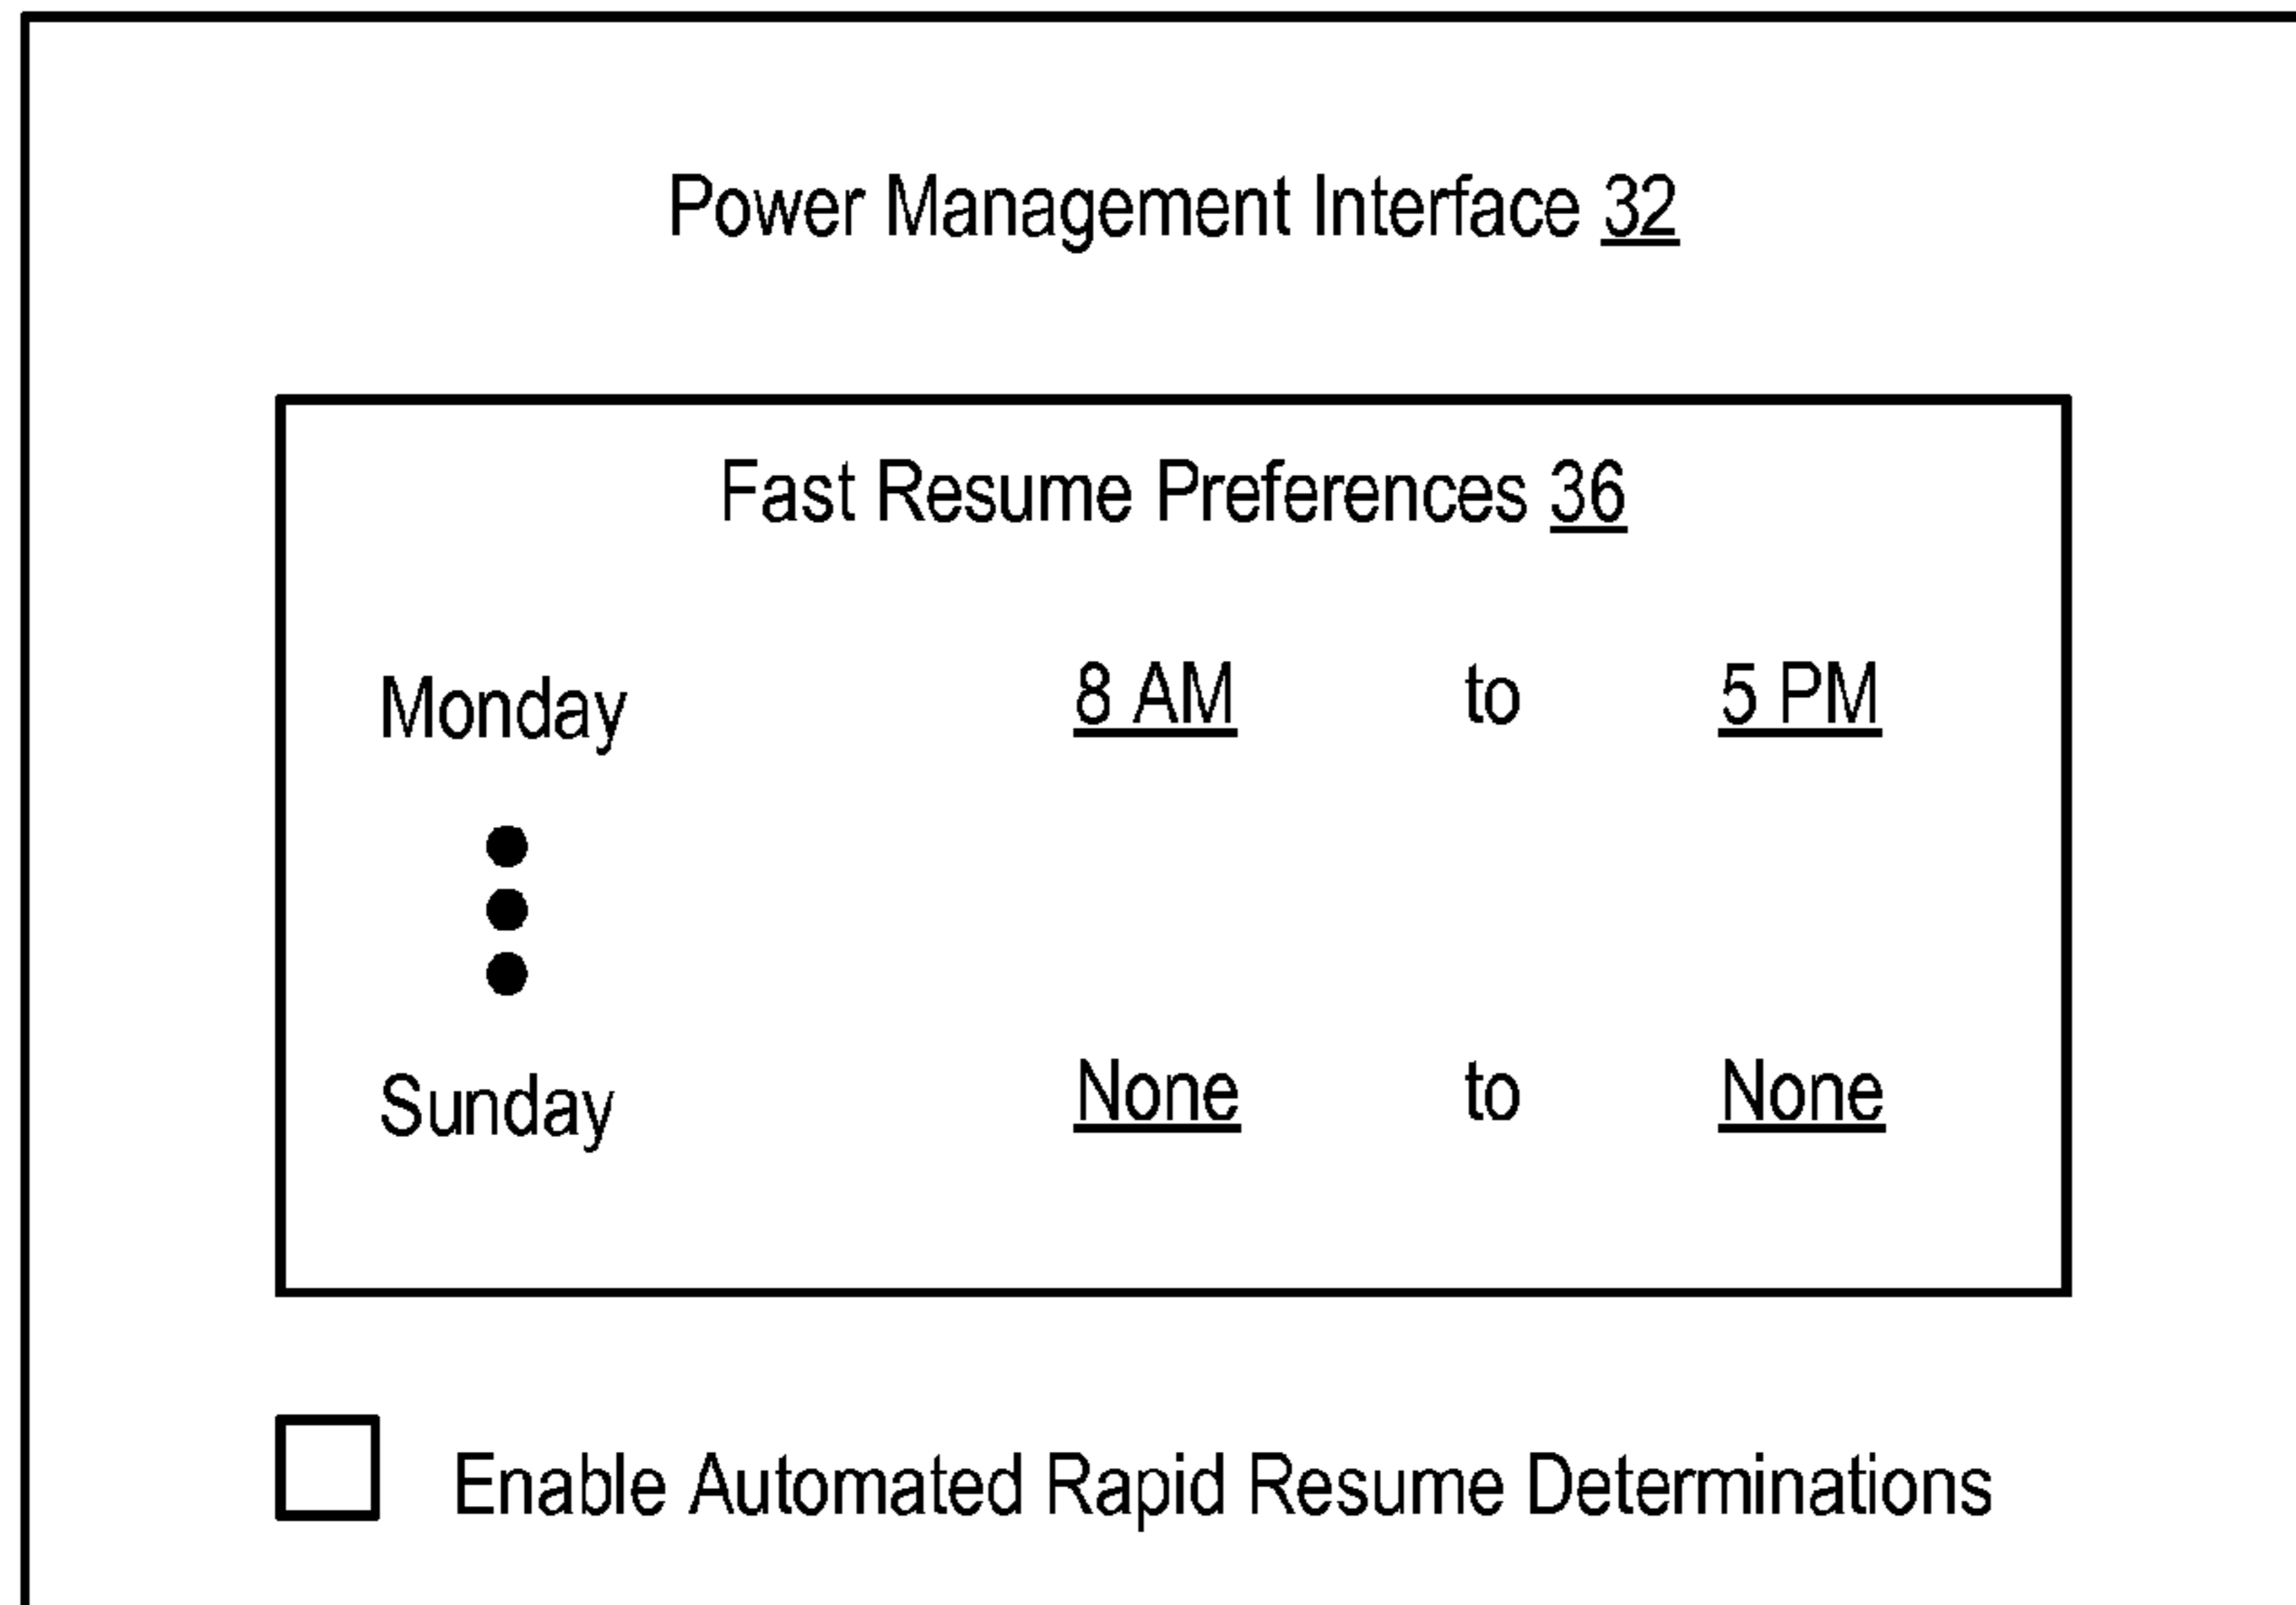 Power Management Interface 32
Fast Resume Preferences 36
Monday 8 AM to 5 PM
Sunday None to None
Enable Automated Rapid Resume Determinations